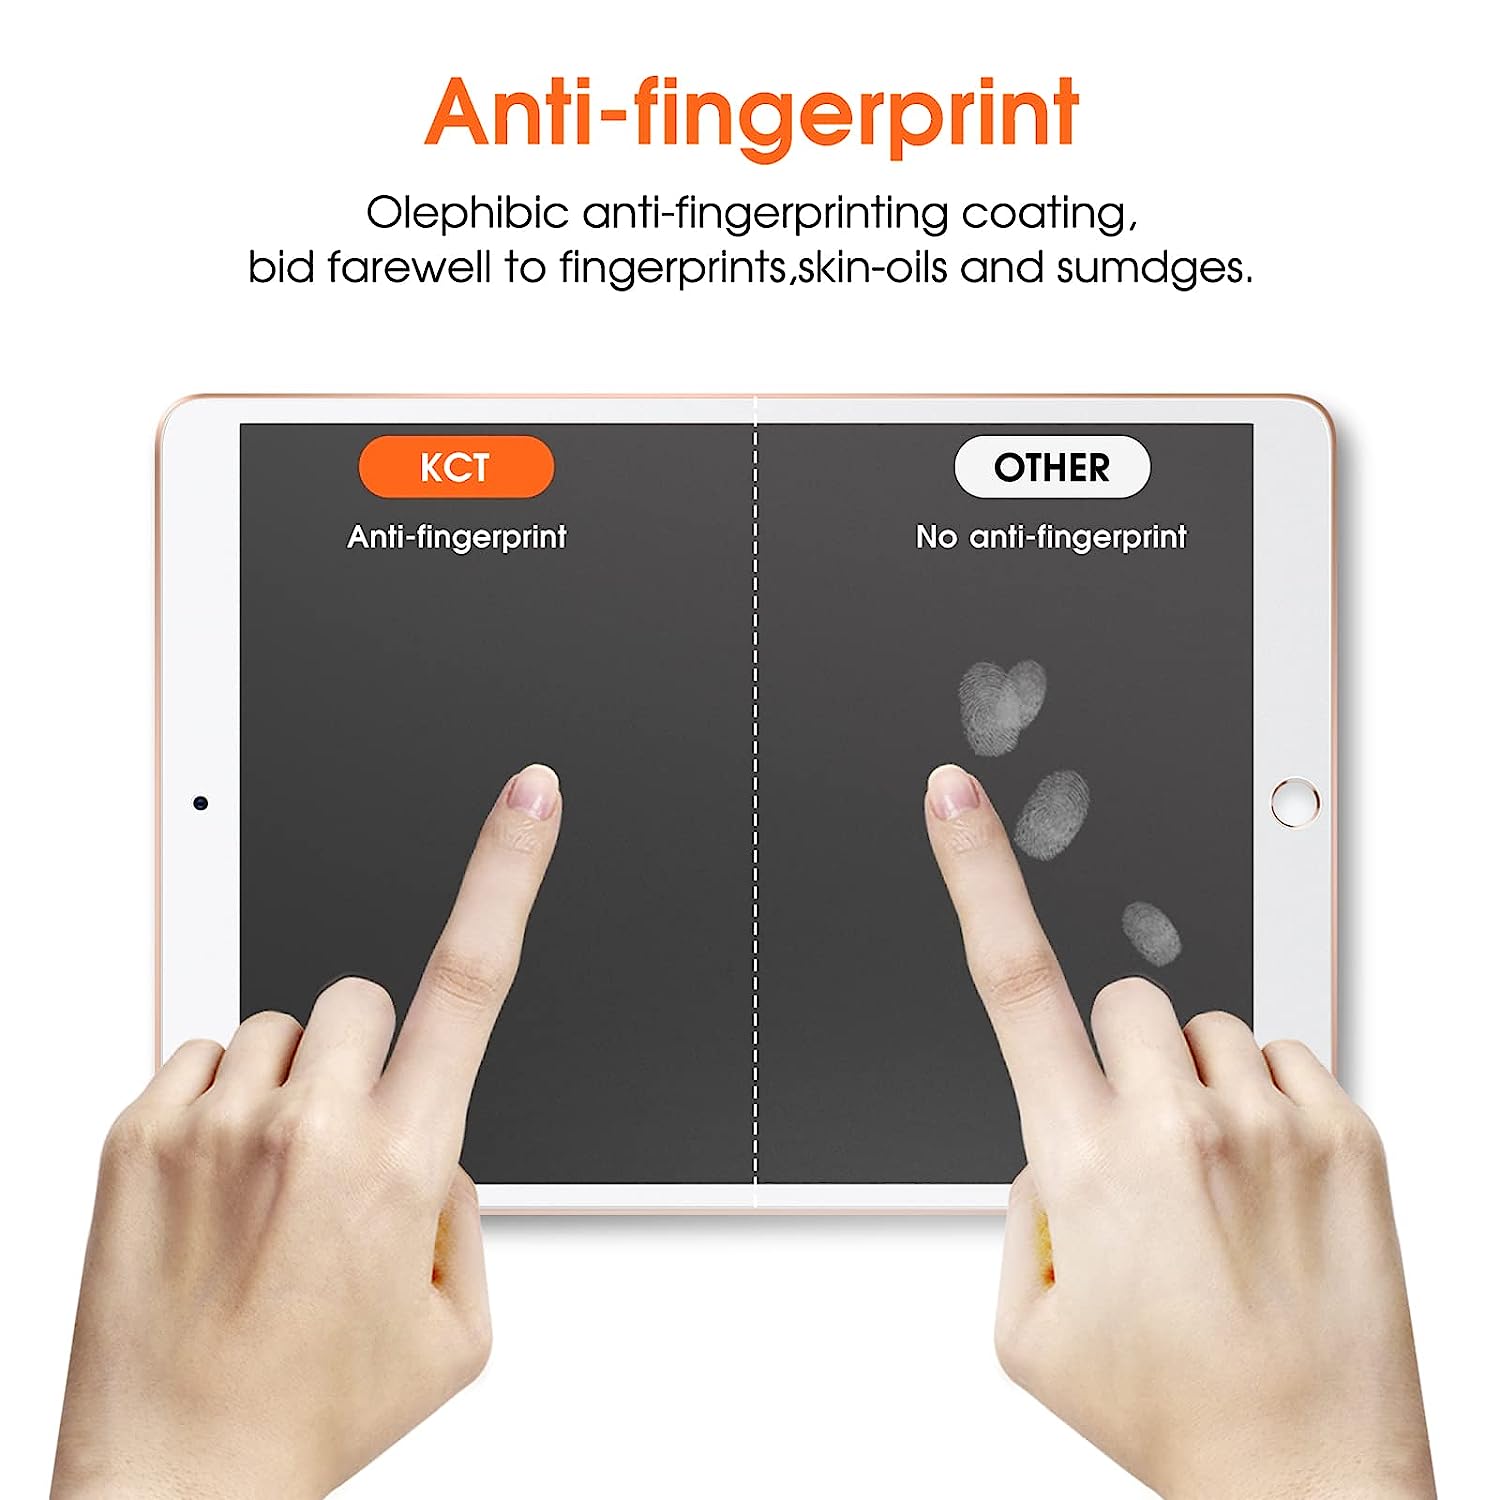 Anti-fingerprint
Olephibic anti-fingerprinting coating,
bid farewell to fingerprints,skin-oils and sumdges.
KCT
OTHER
Anti-fingerprint
No anti-fingerprint